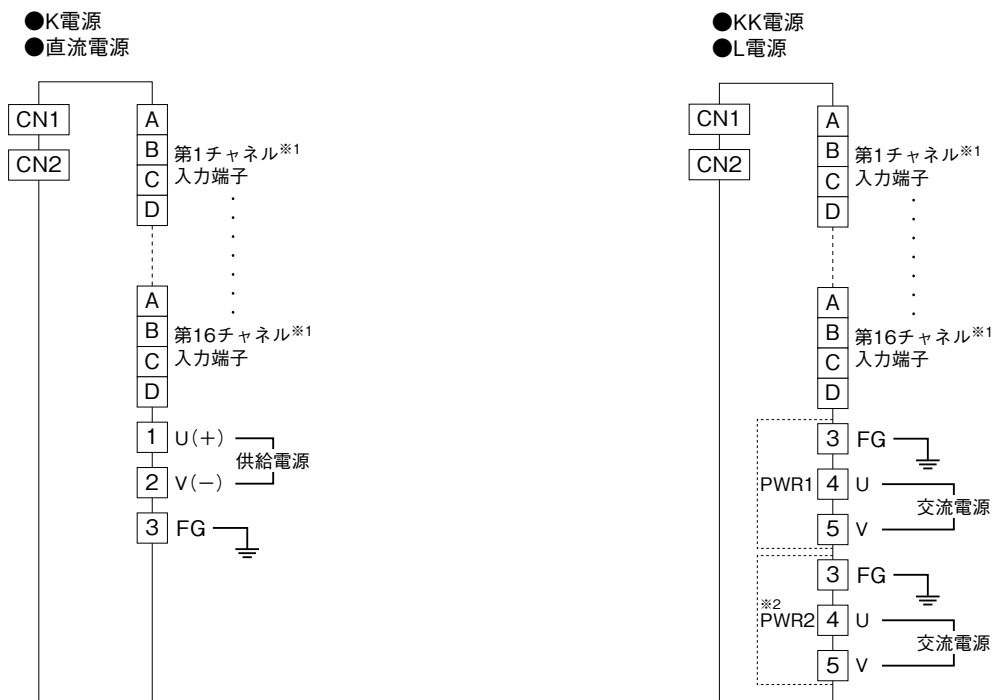 ●K電源
●直流電源
CN1
CN2
A
B
C
D
第1チャネル※1
入力端子
A
B
C
D
第16チャネル※1
入力端子
1 U(+)
供給電源
2 V(−)
3 FG
●KK電源
●L電源
CN1
CN2
A
B
C
D
第1チャネル※1
入力端子
A
B
C
D
第16チャネル※1
入力端子
3 FG
PWR1 4 U
交流電源
5 V
3 FG
※2
PWR2 4 U
交流電源
5 V